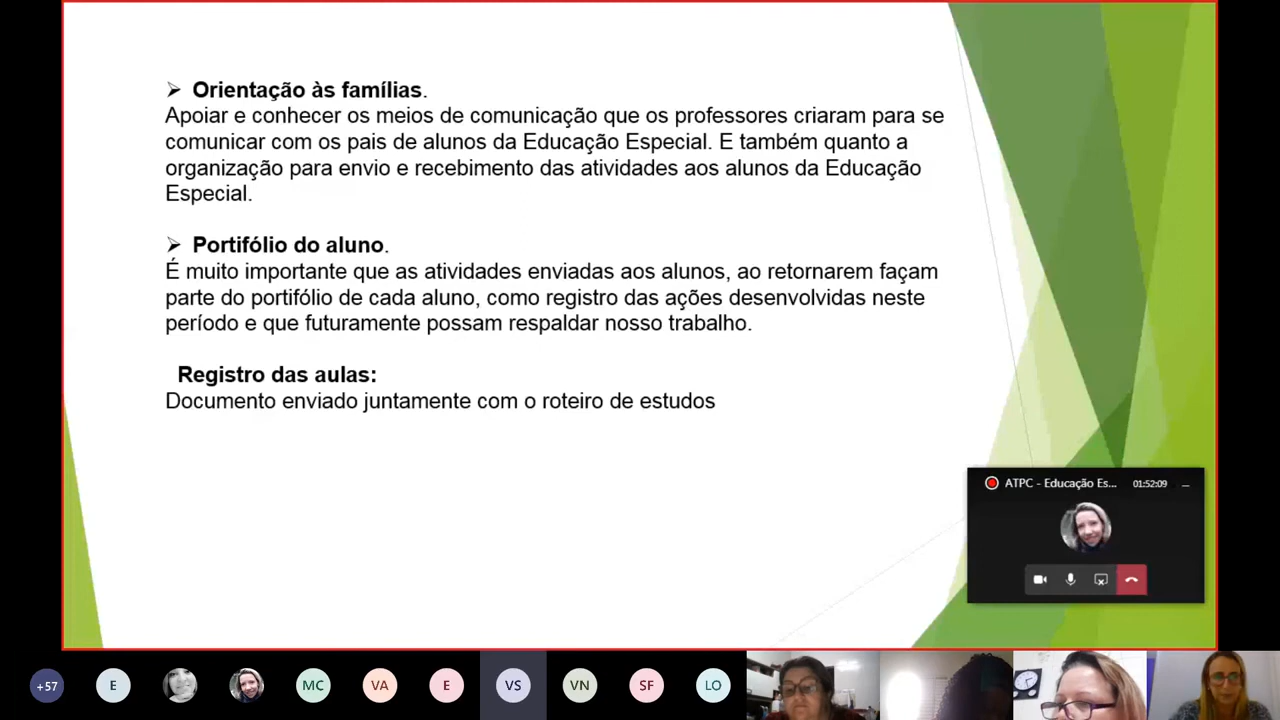 Orientação às famílias.
Apoiar e conhecer os meios de comunicação que os professores criaram para se
comunicar com os pais de alunos da Educação Especial. E também quanto a
organização para envio e recebimento das atividades aos alunos da Educação
Especial.
Portifólio do aluno.
É muito importante que as atividades enviadas aos alunos, ao retornarem façam
parte do portifólio de cada aluno, como registro das ações desenvolvidas neste
período e que futuramente possam respaldar nosso trabalho.
Registro das aulas:
Documento enviado juntamente com o roteiro de estudos
ATPC - Educação Es... 01:52:09
+57 E MC VA E VS VN SF LO